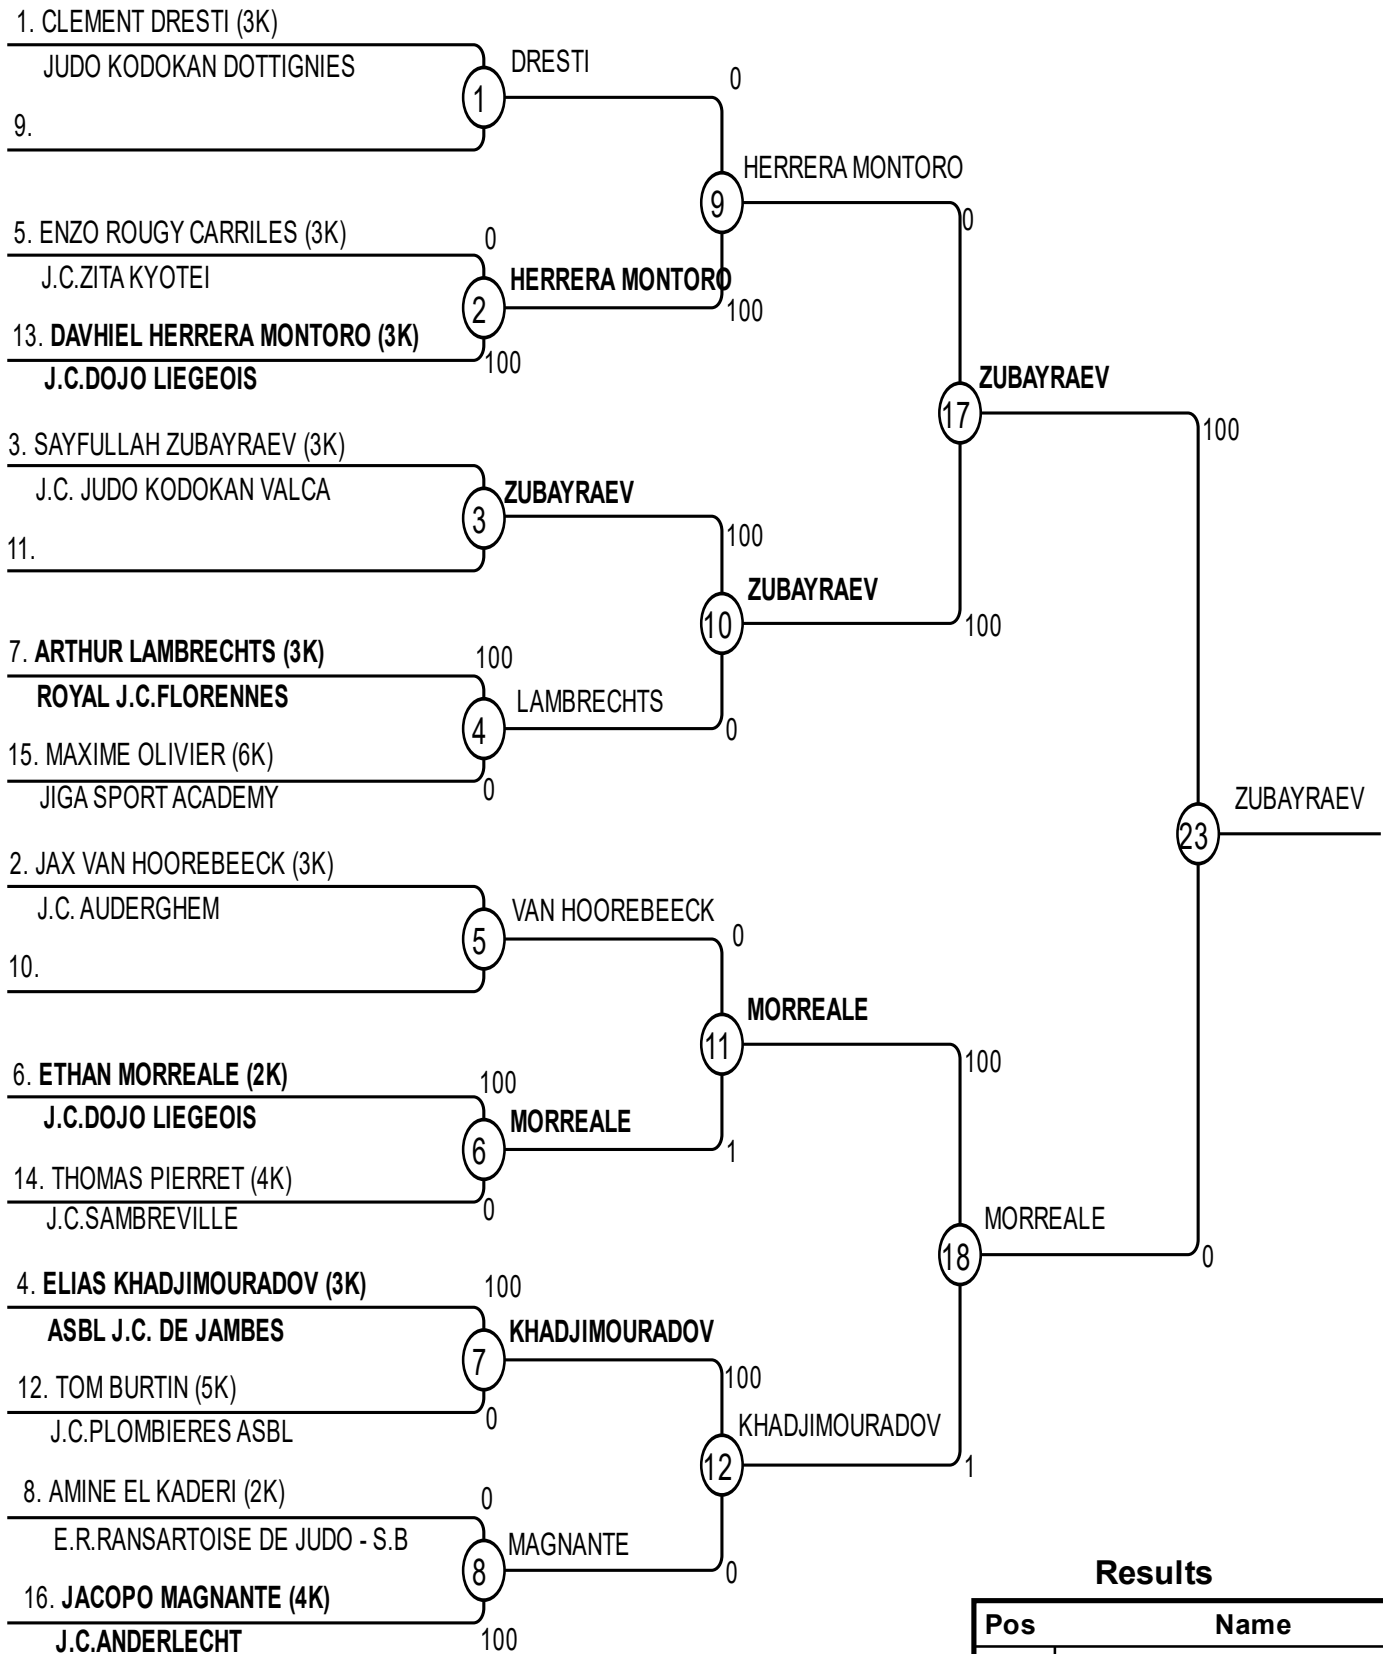 1. CLEMENT DRESTI (3K)
JUDO KODOKAN DOTTIGNIES
9.
1
DRESTI
0
5. ENZO ROUGY CARRILES (3K)
0
J.C.ZITA KYOTEI
13. DAVHIEL HERRERA MONTORO (3K)
100
J.C.DOJO LIEGEOIS
2
HERRERA MONTORO
100
9
HERRERA MONTORO
0
3. SAYFULLAH ZUBAYRAEV (3K)
J.C. JUDO KODOKAN VALCA
11.
3
ZUBAYRAEV
100
7. ARTHUR LAMBRECHTS (3K)
100
ROYAL J.C.FLORENNES
15. MAXIME OLIVIER (6K)
0
JIGA SPORT ACADEMY
4
LAMBRECHTS
0
10
ZUBAYRAEV
100
17
ZUBAYRAEV
100
2. JAX VAN HOOREBEECK (3K)
J.C. AUDERGHEM
10.
5
VAN HOOREBEECK
0
6. ETHAN MORREALE (2K)
100
J.C.DOJO LIEGEOIS
14. THOMAS PIERRET (4K)
0
J.C.SAMBREVILLE
6
MORREALE
1
11
MORREALE
100
4. ELIAS KHADJIMOURADOV (3K)
100
ASBL J.C. DE JAMBES
12. TOM BURTIN (5K)
0
J.C.PLOMBIERES ASBL
7
KHADJIMOURADOV
100
8. AMINE EL KADERI (2K)
0
E.R.RANSARTOISE DE JUDO - S.B
16. JACOPO MAGNANTE (4K)
100
J.C.ANDERLECHT
8
MAGNANTE
0
12
KHADJIMOURADOV
1
18
MORREALE
0
23
ZUBAYRAEV
Results
Pos Name